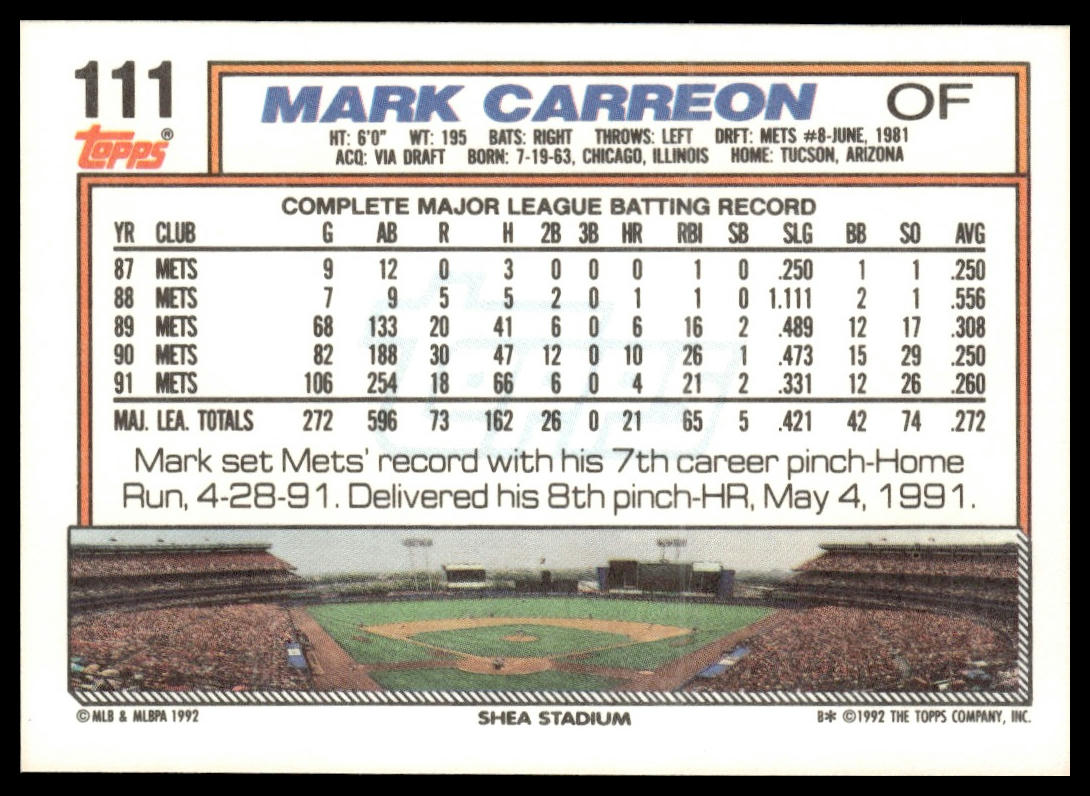 111
Topps®
MARK CARREON OF
HT: 6'0" WT: 195 BATS: RIGHT THROWS: LEFT DRFT: METS #8-JUNE, 1981
ACQ: VIA DRAFT BORN: 7-19-63, CHICAGO, ILLINOIS HOME: TUCSON, ARIZONA
COMPLETE MAJOR LEAGUE BATTING RECORD
YR CLUB G AB R H 2B 3B HR RBI SB SLG BB SO AVG
87 METS 9 12 0 3 0 0 0 1 0 .250 1 1 .250
88 METS 7 9 5 5 2 0 1 1 0 1.111 2 1 .556
89 METS 68 133 20 41 6 0 6 16 2 .489 12 17 .308
90 METS 82 188 30 47 12 0 10 26 1 .473 15 29 .250
91 METS 106 254 18 66 6 0 4 21 2 .331 12 26 .260
MAJ. LEA. TOTALS 272 596 73 162 26 0 21 65 5 .421 42 74 .272
Mark set Mets' record with his 7th career pinch-Home
Run, 4-28-91. Delivered his 8th pinch-HR, May 4, 1991.
© MLB & MLBPA 1992 SHEA STADIUM B* ©1992 THE TOPPS COMPANY, INC.